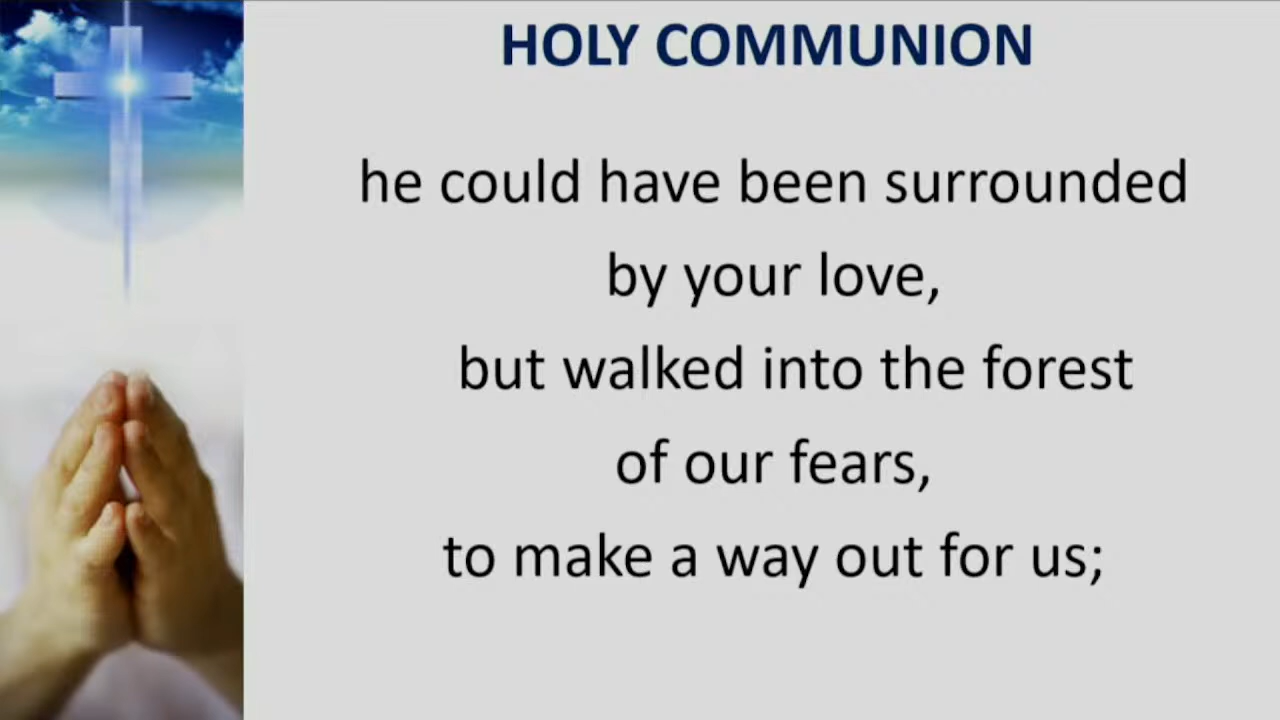 HOLY COMMUNION
he could have been surrounded
by your love,
but walked into the forest
of our fears,
to make a way out for us;